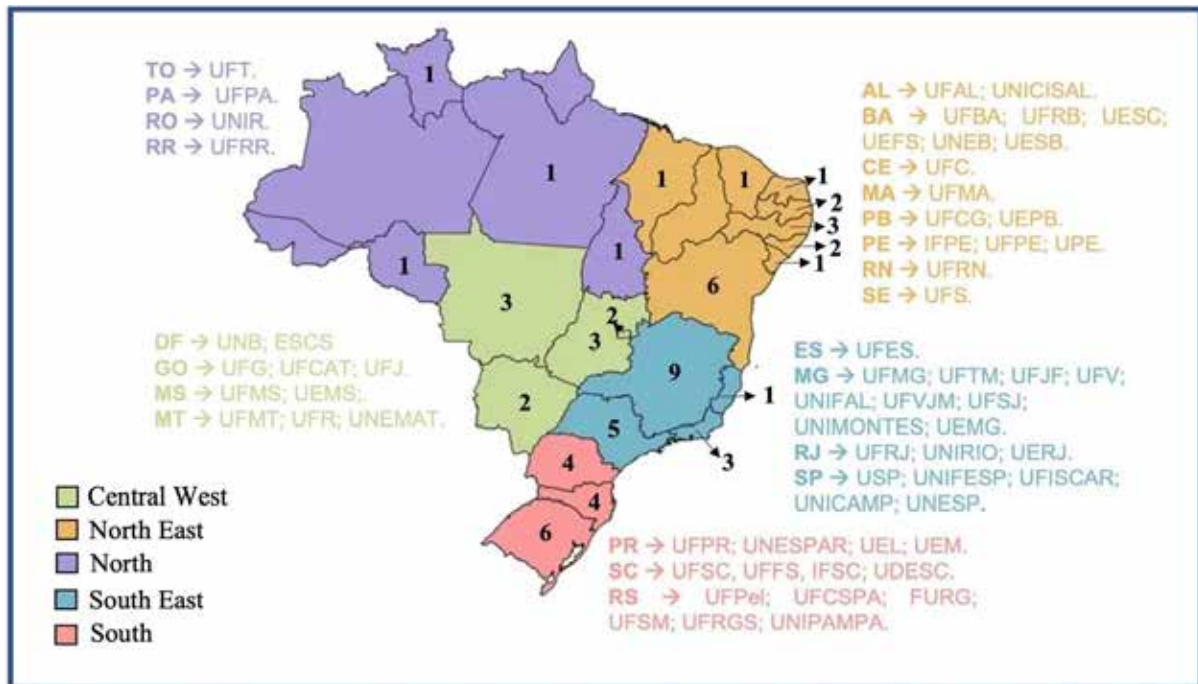 TO → UFT.
PA → UFPA.
RO → UNIR.
RR → UFRR.
1
1
1
1
1
1
1
2
3
2
1
6
AL → UFAL; UNICISAL.
BA → UFBA; UFRB; UESC;
UEFS; UNEB; UESB.
CE → UFC.
MA → UFMA.
PB → UFCG; UEPB.
PE → IFPE; UFPE; UPE.
RN → UFRN.
SE → UFS.
3
2
3
2
DF → UNB; ESCS
GO → UFG; UFCAT; UFJ.
MS → UFMS; UEMS;.
MT → UFMT; UFR; UNEMAT.
9
1
5
3
ES → UFES.
MG → UFMG; UFTM; UFJF; UFV;
UNIFAL; UFVJM; UFSJ;
UNIMONTES; UEMG.
RJ → UFRJ; UNIRIO; UERJ.
SP → USP; UNIFESP; UFISCAR;
UNICAMP; UNESP.
4
4
6
Central West
North East
North
South East
South
PR → UFPR; UNESPAR; UEL; UEM.
SC → UFSC, UFFS, IFSC; UDESC.
RS → UFPel; UFCSPA; FURG;
UFSM; UFRGS; UNIPAMPA.